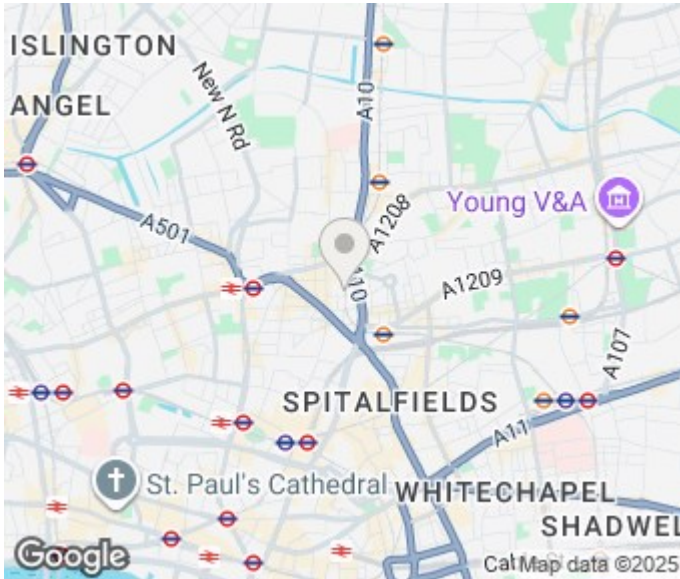 ISLINGTON
ANGEL
New N Rd
A10
A1208
Young V&A
A501
A10
A1209
A107
SPITALFIELDS
A11
St. Paul's Cathedral
WHITECHAPEL
SHADWEL
Google
Map data ©2025